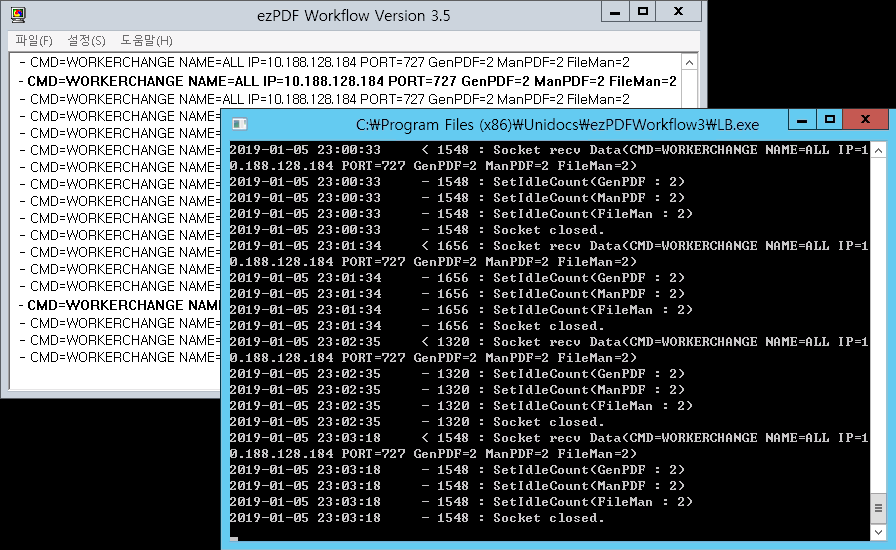 ezPDF Workflow Version 3.5
파일(F) 설정(S) 도움말(H)
- CMD=WORKERCHANGE NAME=ALL IP=10.188.128.184 PORT=727 GenPDF=2 ManPDF=2 FileMan=2
- CMD=WORKERCHANGE NAME=ALL IP=10.188.128.184 PORT=727 GenPDF=2 ManPDF=2 FileMan=2
- CMD=WORKERCHANGE NAME=ALL IP=10.188.128.184 PORT=727 GenPDF=2 ManPDF=2 FileMan=2
- CMD=WORKERCHANGE NAME=
- CMD=WORKERCHANGE NAME=
- CMD=WORKERCHANGE NAME=
- CMD=WORKERCHANGE NAME=
- CMD=WORKERCHANGE NAME=
- CMD=WORKERCHANGE NAME=
- CMD=WORKERCHANGE NAME=
- CMD=WORKERCHANGE NAME=
- CMD=WORKERCHANGE NAME=
- CMD=WORKERCHANGE NAME=
- CMD=WORKERCHANGE NAME=
- CMD=WORKERCHANGE NAM
- CMD=WORKERCHANGE NAME=
- CMD=WORKERCHANGE NAME=
- CMD=WORKERCHANGE NAME=
C:₩Program Files (x86)₩Unidocs₩ezPDFWorkflow3₩LB.exe
2019-01-05 23:00:33 < 1548 : Socket recv Data(CMD=WORKERCHANGE NAME=ALL IP=1
0.188.128.184 PORT=727 GenPDF=2 ManPDF=2 FileMan=2)
2019-01-05 23:00:33 - 1548 : SetIdleCount(GenPDF : 2)
2019-01-05 23:00:33 - 1548 : SetIdleCount(ManPDF : 2)
2019-01-05 23:00:33 - 1548 : SetIdleCount(FileMan : 2)
2019-01-05 23:00:33 - 1548 : Socket closed.
2019-01-05 23:01:34 < 1656 : Socket recv Data(CMD=WORKERCHANGE NAME=ALL IP=1
0.188.128.184 PORT=727 GenPDF=2 ManPDF=2 FileMan=2)
2019-01-05 23:01:34 - 1656 : SetIdleCount(GenPDF : 2)
2019-01-05 23:01:34 - 1656 : SetIdleCount(ManPDF : 2)
2019-01-05 23:01:34 - 1656 : SetIdleCount(FileMan : 2)
2019-01-05 23:01:34 - 1656 : Socket closed.
2019-01-05 23:02:35 < 1320 : Socket recv Data(CMD=WORKERCHANGE NAME=ALL IP=1
0.188.128.184 PORT=727 GenPDF=2 ManPDF=2 FileMan=2)
2019-01-05 23:02:35 - 1320 : SetIdleCount(GenPDF : 2)
2019-01-05 23:02:35 - 1320 : SetIdleCount(ManPDF : 2)
2019-01-05 23:02:35 - 1320 : SetIdleCount(FileMan : 2)
2019-01-05 23:02:35 - 1320 : Socket closed.
2019-01-05 23:03:18 < 1548 : Socket recv Data(CMD=WORKERCHANGE NAME=ALL IP=1
0.188.128.184 PORT=727 GenPDF=2 ManPDF=2 FileMan=2)
2019-01-05 23:03:18 - 1548 : SetIdleCount(GenPDF : 2)
2019-01-05 23:03:18 - 1548 : SetIdleCount(ManPDF : 2)
2019-01-05 23:03:18 - 1548 : SetIdleCount(FileMan : 2)
2019-01-05 23:03:18 - 1548 : Socket closed.